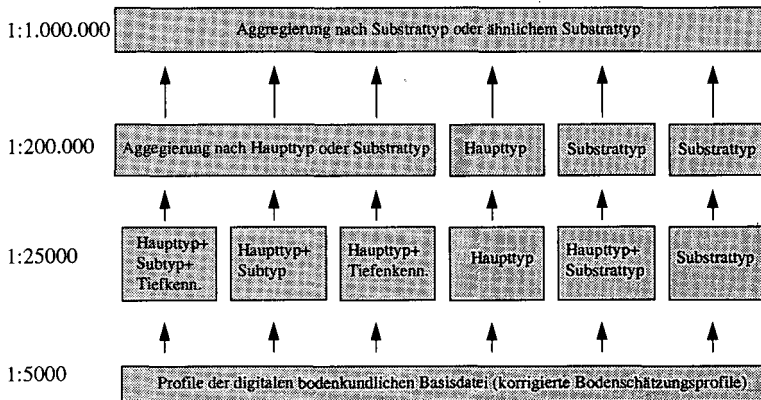 1:1.000.000
Aggregierung nach Substrattyp oder ähnlichem Substrattyp
1:200.000
Aggegierung nach Haupttyp oder Substrattyp
Haupttyp
Substrattyp
Substrattyp
1:25000
Haupttyp+
Subtyp+
Tiefkenn.
Haupttyp+
Subtyp
Haupttyp+
Tiefenkenn.
Haupttyp
Haupttyp+
Substrattyp
Substrattyp
1:5000
Profile der digitalen bodenkundlichen Basisdatei (korrigierte Bodenschätzungsprofile)